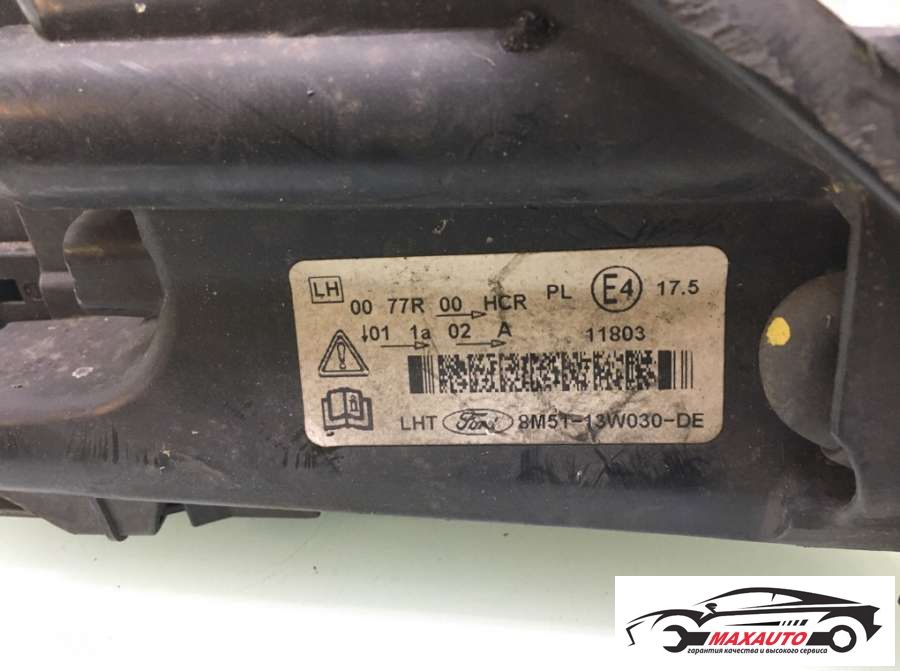 LH
00 77R 00 HCR PL E4 17.5
01 1a 02 A 11803
LHT Ford 8M51-13W030-DE
MAXAUTO
гарантия качества и высокого сервиса